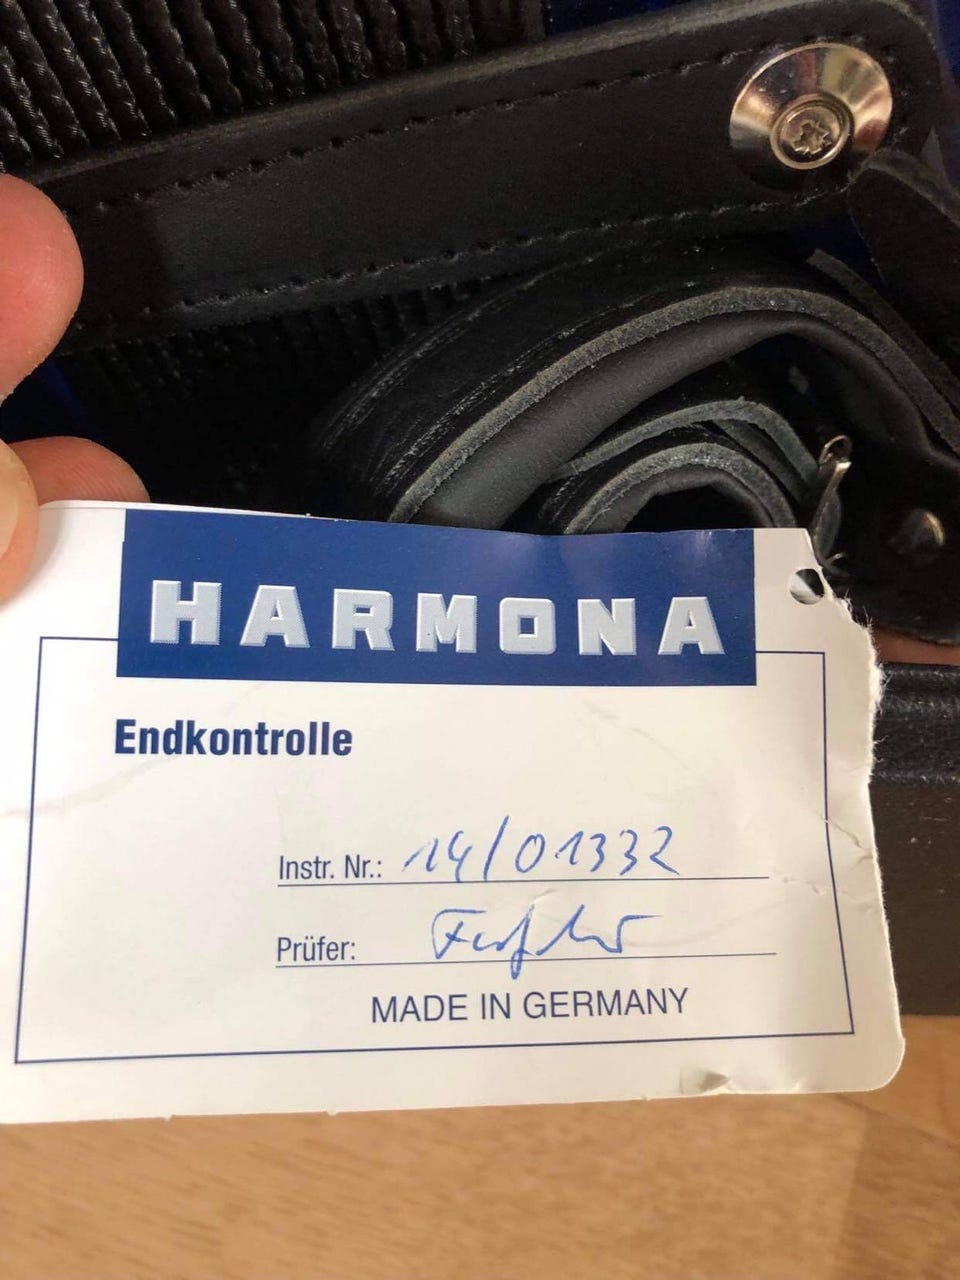 HARMONA
Endkontrolle
Instr. Nr.: 14/01332
Prüfer:
MADE IN GERMANY